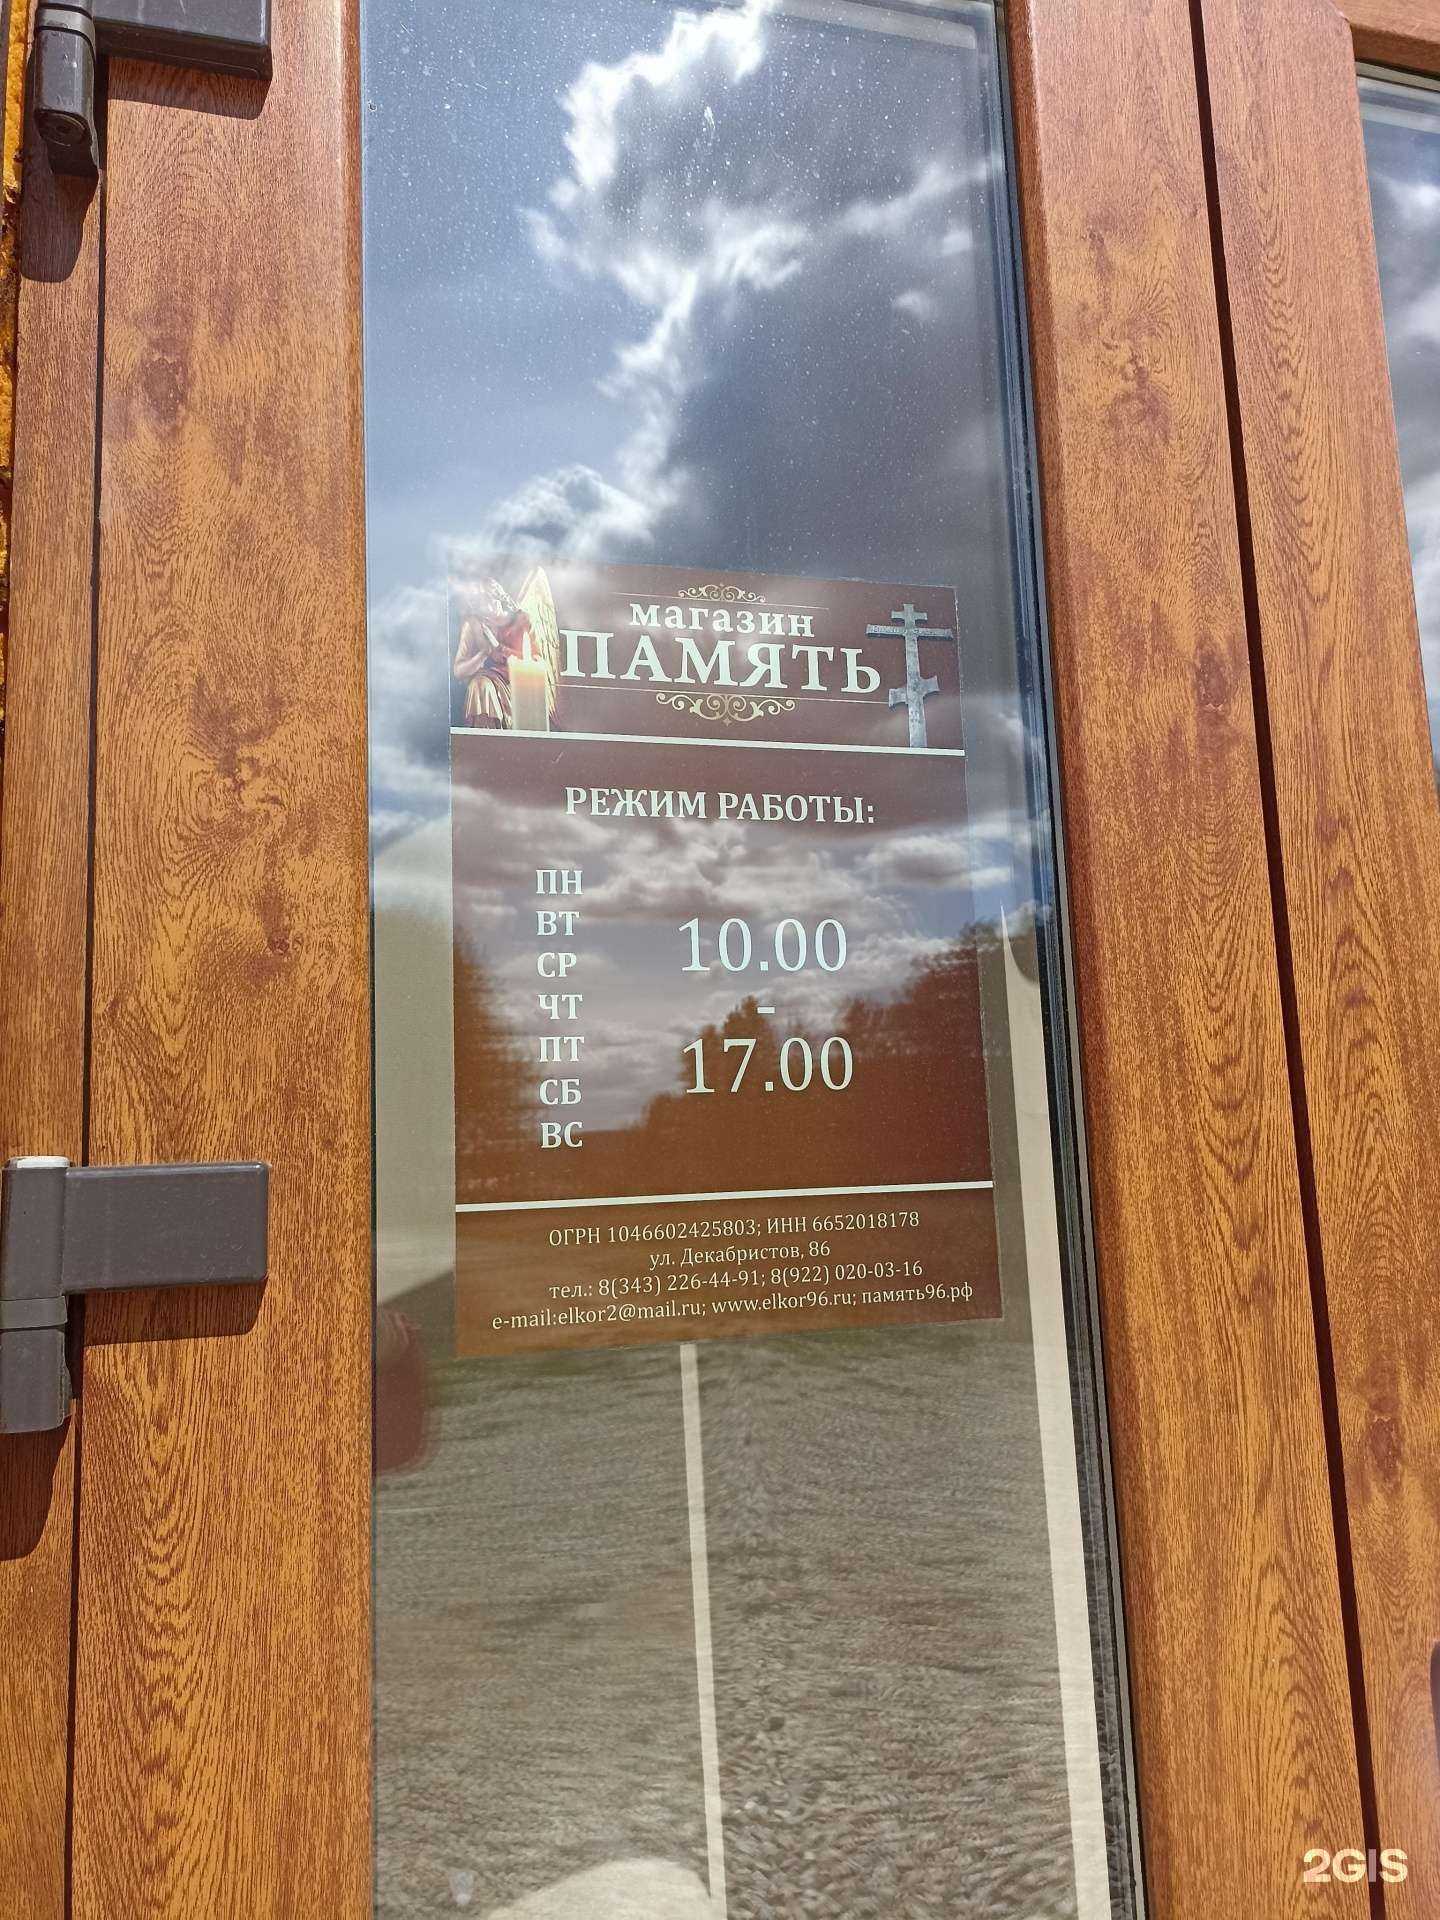 магазин
ПАМЯТЬ
РЕЖИМ РАБОТЫ:
ПН
ВТ
СР
ЧТ
ПТ
СБ
ВС
10.00
-
17.00
ОГРН 1046602425803; ИНН 6652018178
ул. Декабристов, 86
тел.: 8(343) 226-44-91; 8(922) 020-03-16
e-mail:elkor2@mail.ru; www.elkor96.ru; память96.рф
2GIS